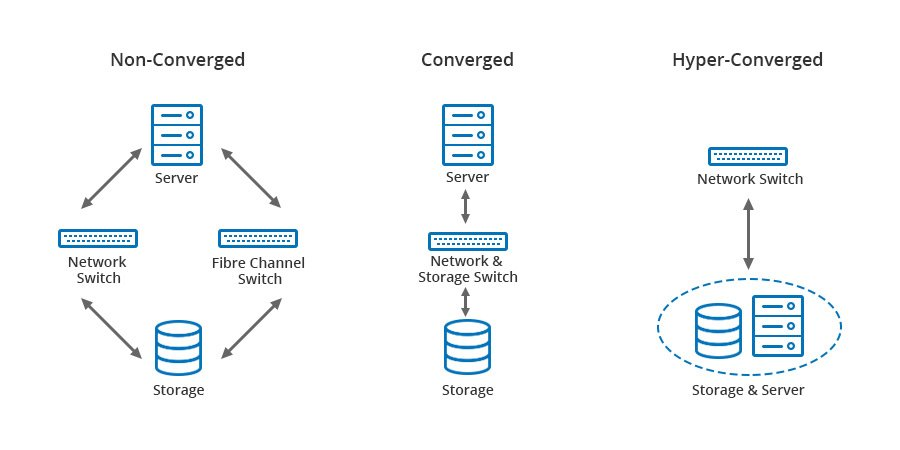 Non-Converged
Server
Network
Switch
Fibre Channel
Switch
Storage
Converged
Server
Network &
Storage Switch
Storage
Hyper-Converged
Network Switch
Storage & Server